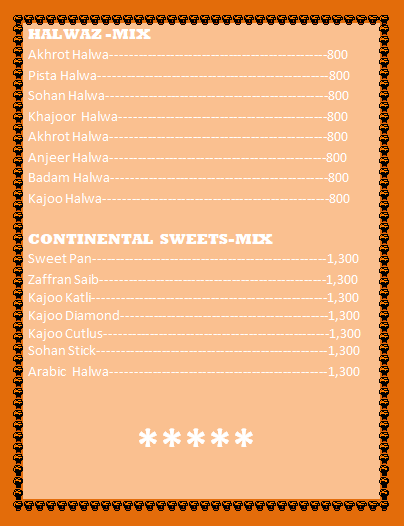 HALWAZ -MIX
Akhrot Halwa------------------------------------------------800
Pista Halwa---------------------------------------------------800
Sohan Halwa-------------------------------------------------800
Khajoor  Halwa----------------------------------------------800
Akhrot Halwa------------------------------------------------800
Anjeer Halwa------------------------------------------------800
Badam Halwa------------------------------------------------800
Kajoo Halwa--------------------------------------------------800
CONTINENTAL  SWEETS-MIX
Sweet Pan----------------------------------------------------1,300
Zaffran Saib--------------------------------------------------1,300
Kajoo Katli----------------------------------------------------1,300
Kajoo Diamond----------------------------------------------1,300
Kajoo Cutlus--------------------------------------------------1,300
Sohan Stick---------------------------------------------------1,300
Arabic  Halwa------------------------------------------------1,300
*****